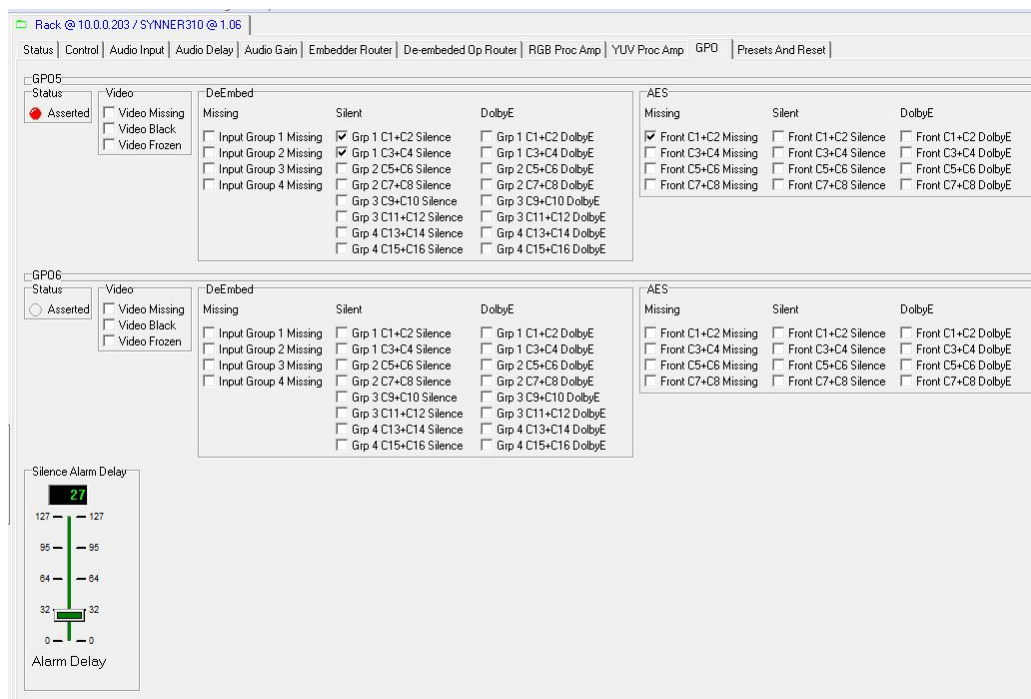 Rack @ 10.0.0.203 / SYNNER310 @ 1.06
Status Control Audio Input Audio Delay Audio Gain Embedder Router De-embeded Op Router RGB Proc Amp YUV Proc Amp GPO Presets And Reset
GPO5
Status Video DeEmbed AES
Asserted Video Missing Missing Silent DolbyE Missing Silent DolbyE
Video Black
Input Group 1 Missing Grp 1 C1+C2 Silence Grp 1 C1+C2 DolbyE Front C1+C2 Missing Front C1+C2 Silence Front C1+C2 DolbyE
Video Frozen
Input Group 2 Missing Grp 1 C3+C4 Silence Grp 1 C3+C4 DolbyE Front C3+C4 Missing Front C3+C4 Silence Front C3+C4 DolbyE
Input Group 3 Missing Grp 2 C5+C6 Silence Grp 2 C5+C6 DolbyE Front C5+C6 Missing Front C5+C6 Silence Front C5+C6 DolbyE
Input Group 4 Missing Grp 2 C7+C8 Silence Grp 2 C7+C8 DolbyE Front C7+C8 Missing Front C7+C8 Silence Front C7+C8 DolbyE
Grp 3 C9+C10 Silence Grp 3 C9+C10 DolbyE
Grp 3 C11+C12 Silence Grp 3 C11+C12 DolbyE
Grp 4 C13+C14 Silence Grp 4 C13+C14 DolbyE
Grp 4 C15+C16 Silence Grp 4 C15+C16 DolbyE
GPO6
Status Video DeEmbed AES
Asserted Video Missing Missing Silent DolbyE Missing Silent DolbyE
Video Black
Input Group 1 Missing Grp 1 C1+C2 Silence Grp 1 C1+C2 DolbyE Front C1+C2 Missing Front C1+C2 Silence Front C1+C2 DolbyE
Video Frozen
Input Group 2 Missing Grp 1 C3+C4 Silence Grp 1 C3+C4 DolbyE Front C3+C4 Missing Front C3+C4 Silence Front C3+C4 DolbyE
Input Group 3 Missing Grp 2 C5+C6 Silence Grp 2 C5+C6 DolbyE Front C5+C6 Missing Front C5+C6 Silence Front C5+C6 DolbyE
Input Group 4 Missing Grp 2 C7+C8 Silence Grp 2 C7+C8 DolbyE Front C7+C8 Missing Front C7+C8 Silence Front C7+C8 DolbyE
Grp 3 C9+C10 Silence Grp 3 C9+C10 DolbyE
Grp 3 C11+C12 Silence Grp 3 C11+C12 DolbyE
Grp 4 C13+C14 Silence Grp 4 C13+C14 DolbyE
Grp 4 C15+C16 Silence Grp 4 C15+C16 DolbyE
Silence Alarm Delay
27
127 127
95 95
64 64
32 32
0 0
Alarm Delay